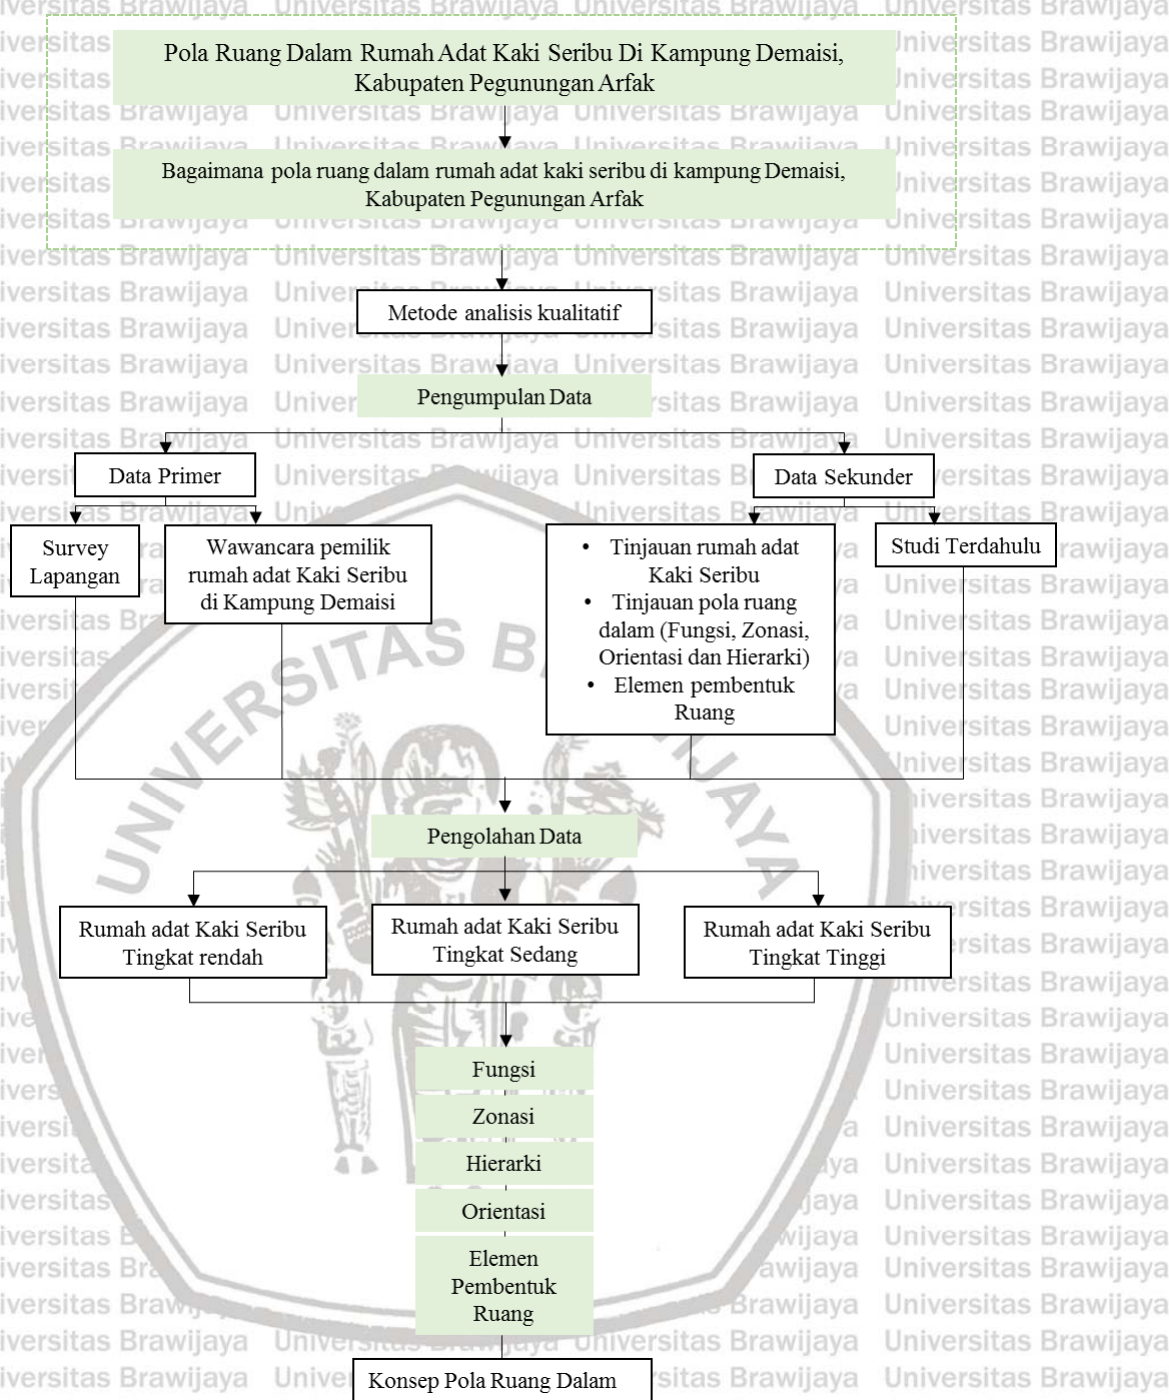 Pola Ruang Dalam Rumah Adat Kaki Seribu Di Kampung Demaisi,
Kabupaten Pegunungan Arfak
Bagaimana pola ruang dalam rumah adat kaki seribu di kampung Demaisi,
Kabupaten Pegunungan Arfak
Metode analisis kualitatif
Pengumpulan Data
Data Primer
Data Sekunder
Survey
Lapangan
Wawancara pemilik
rumah adat Kaki Seribu
di Kampung Demaisi
• Tinjauan rumah adat
Kaki Seribu
• Tinjauan pola ruang
dalam (Fungsi, Zonasi,
Orientasi dan Hierarki)
• Elemen pembentuk
Ruang
Studi Terdahulu
Pengolahan Data
Rumah adat Kaki Seribu
Tingkat rendah
Rumah adat Kaki Seribu
Tingkat Sedang
Rumah adat Kaki Seribu
Tingkat Tinggi
Fungsi
Zonasi
Hierarki
Orientasi
Elemen
Pembentuk
Ruang
Konsep Pola Ruang Dalam